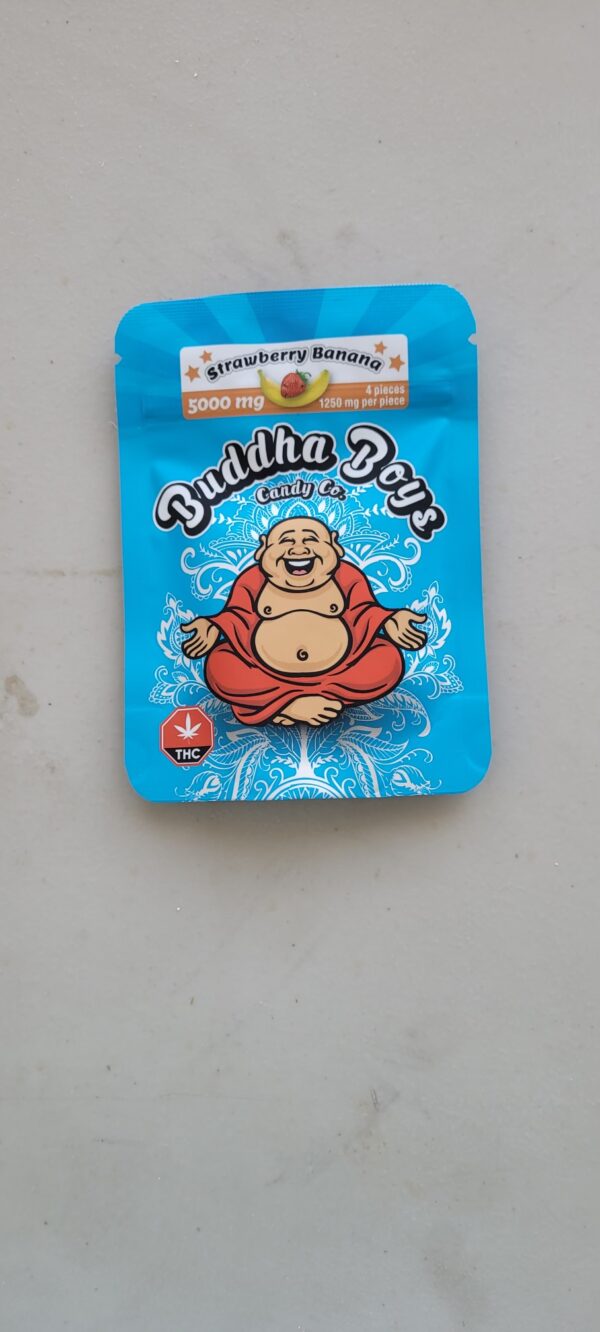 Strawberry Banana
5000 mg
4 pieces
1250 mg per piece
Buddha Boys
Candy Co.
THC